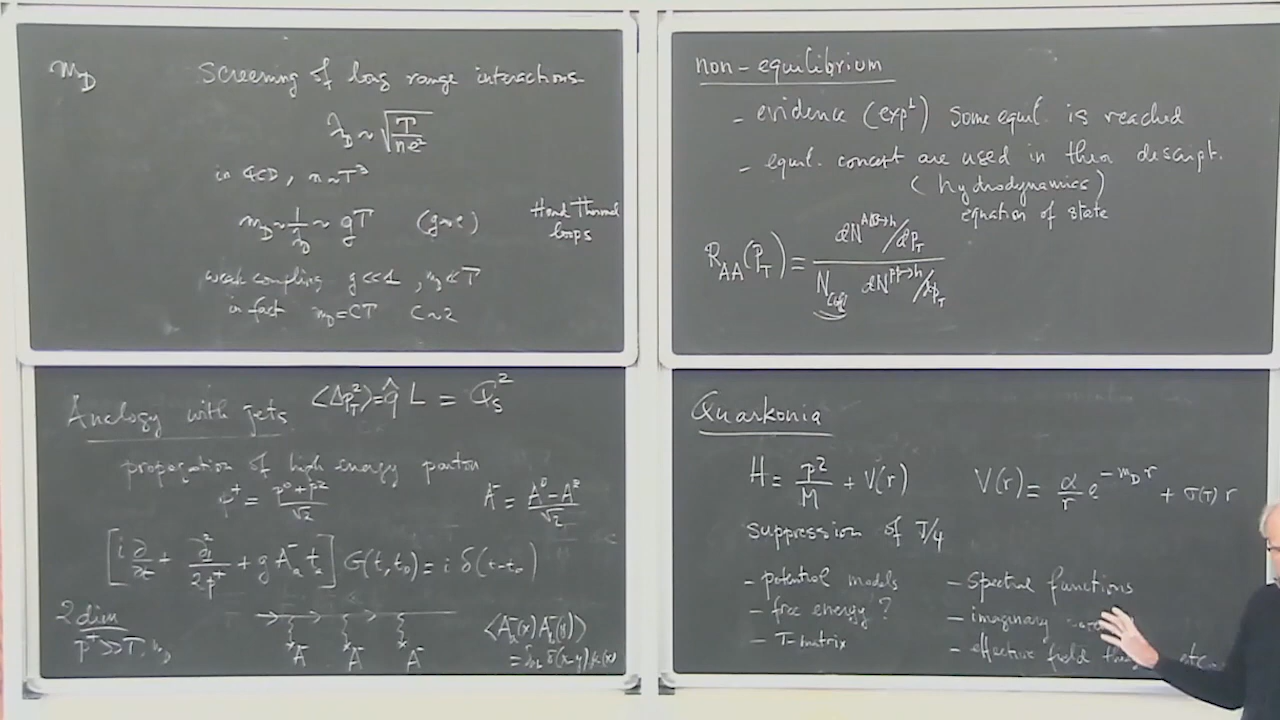 m_D screening of long range interactions
λ_D ~ √(T/ne²)
in QCD, n~T³
m_D ~ 1/λ_D ~ gT (g~e)
Hard Thermal
loops
weak coupling g<<1, m_D<<T
in fact m_D=CT C~2
non-equilibrium
- evidence (expᵗ) some equil. is reached
- equil. concept are used in theor descript.
(hydrodynamics)
equation of state
R_AA(P_T) = (dN^{AB→h}/dp_T) / (N_coll dN^{pp→h}/dp_T)
Analogy with jets ⟨Δp_T²⟩=q̂ L = Q_s²
propagation of high energy parton
p⁺ = (p⁰+p^z)/√2 A⁻ = (A⁰-A^z)/√2
[i ∂/∂t + ∂_⊥²/2p⁺ + g A_a⁻ t_a] G(t,t₀) = i δ(t-t₀)
2 dim
p⁺>>T, m_D
A⁻ A⁻ A⁻
⟨A_a⁻(x)A_b⁻(y)⟩
Quarkonia
H = p²/M + V(r) V(r) = α/r e^{-m_D r} + σ(T) r
suppression of J/ψ
- potential models
- free energy ?
- T-matrix
- spectral functions
- imaginary
- effective field etc